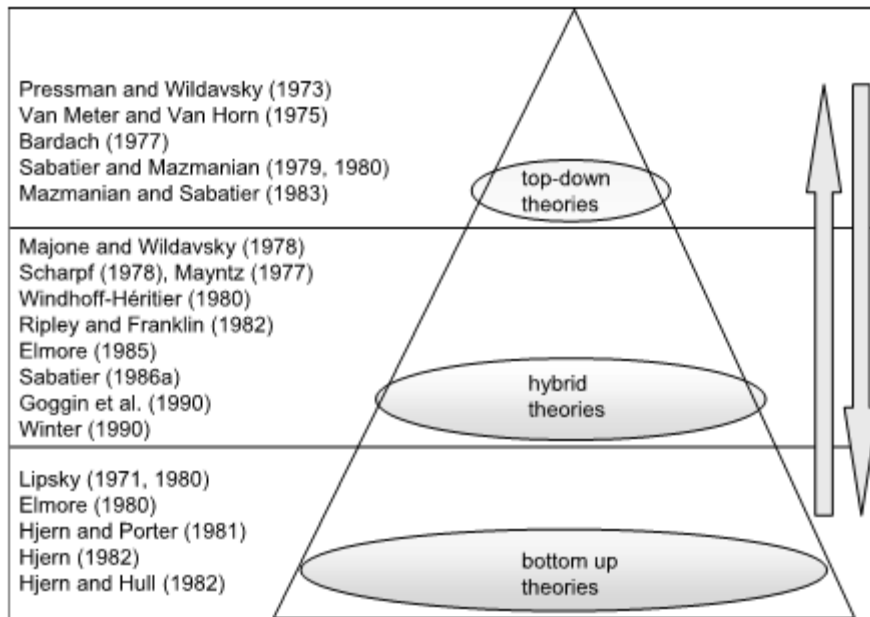 Pressman and Wildavsky (1973)
Van Meter and Van Horn (1975)
Bardach (1977)
Sabatier and Mazmanian (1979, 1980)
Mazmanian and Sabatier (1983)
top-down
theories
Majone and Wildavsky (1978)
Scharpf (1978), Mayntz (1977)
Windhoff-Héritier (1980)
Ripley and Franklin (1982)
Elmore (1985)
Sabatier (1986a)
Goggin et al. (1990)
Winter (1990)
hybrid
theories
Lipsky (1971, 1980)
Elmore (1980)
Hjern and Porter (1981)
Hjern (1982)
Hjern and Hull (1982)
bottom up
theories